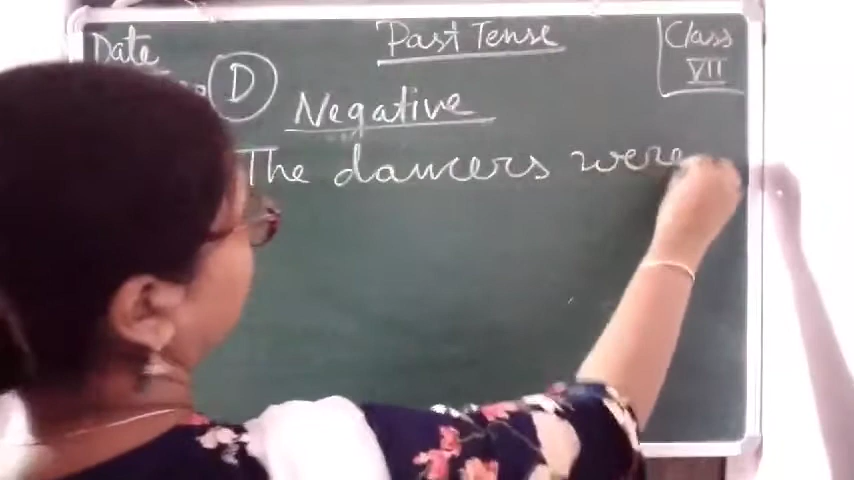 Date
Past Tense
Class
VII
D
Negative
The dancers were